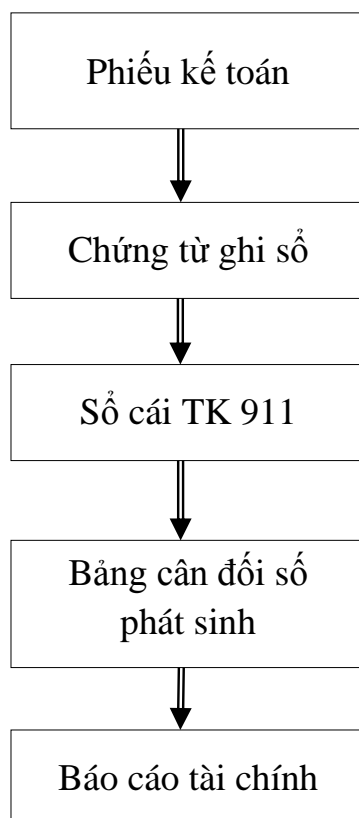 Phiếu kế toán
Chứng từ ghi sổ
Sổ cái TK 911
Bảng cân đối số
phát sinh
Báo cáo tài chính